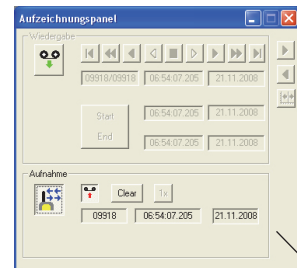 Aufzeichnungspanel
Wiedergabe
09918/09918 06:54:07.205 21.11.2008
Start 06:54:07.205 21.11.2008
End 06:54:07.205 21.11.2008
Aufnahme
Clear 1x
09918 06:54:07.205 21.11.2008